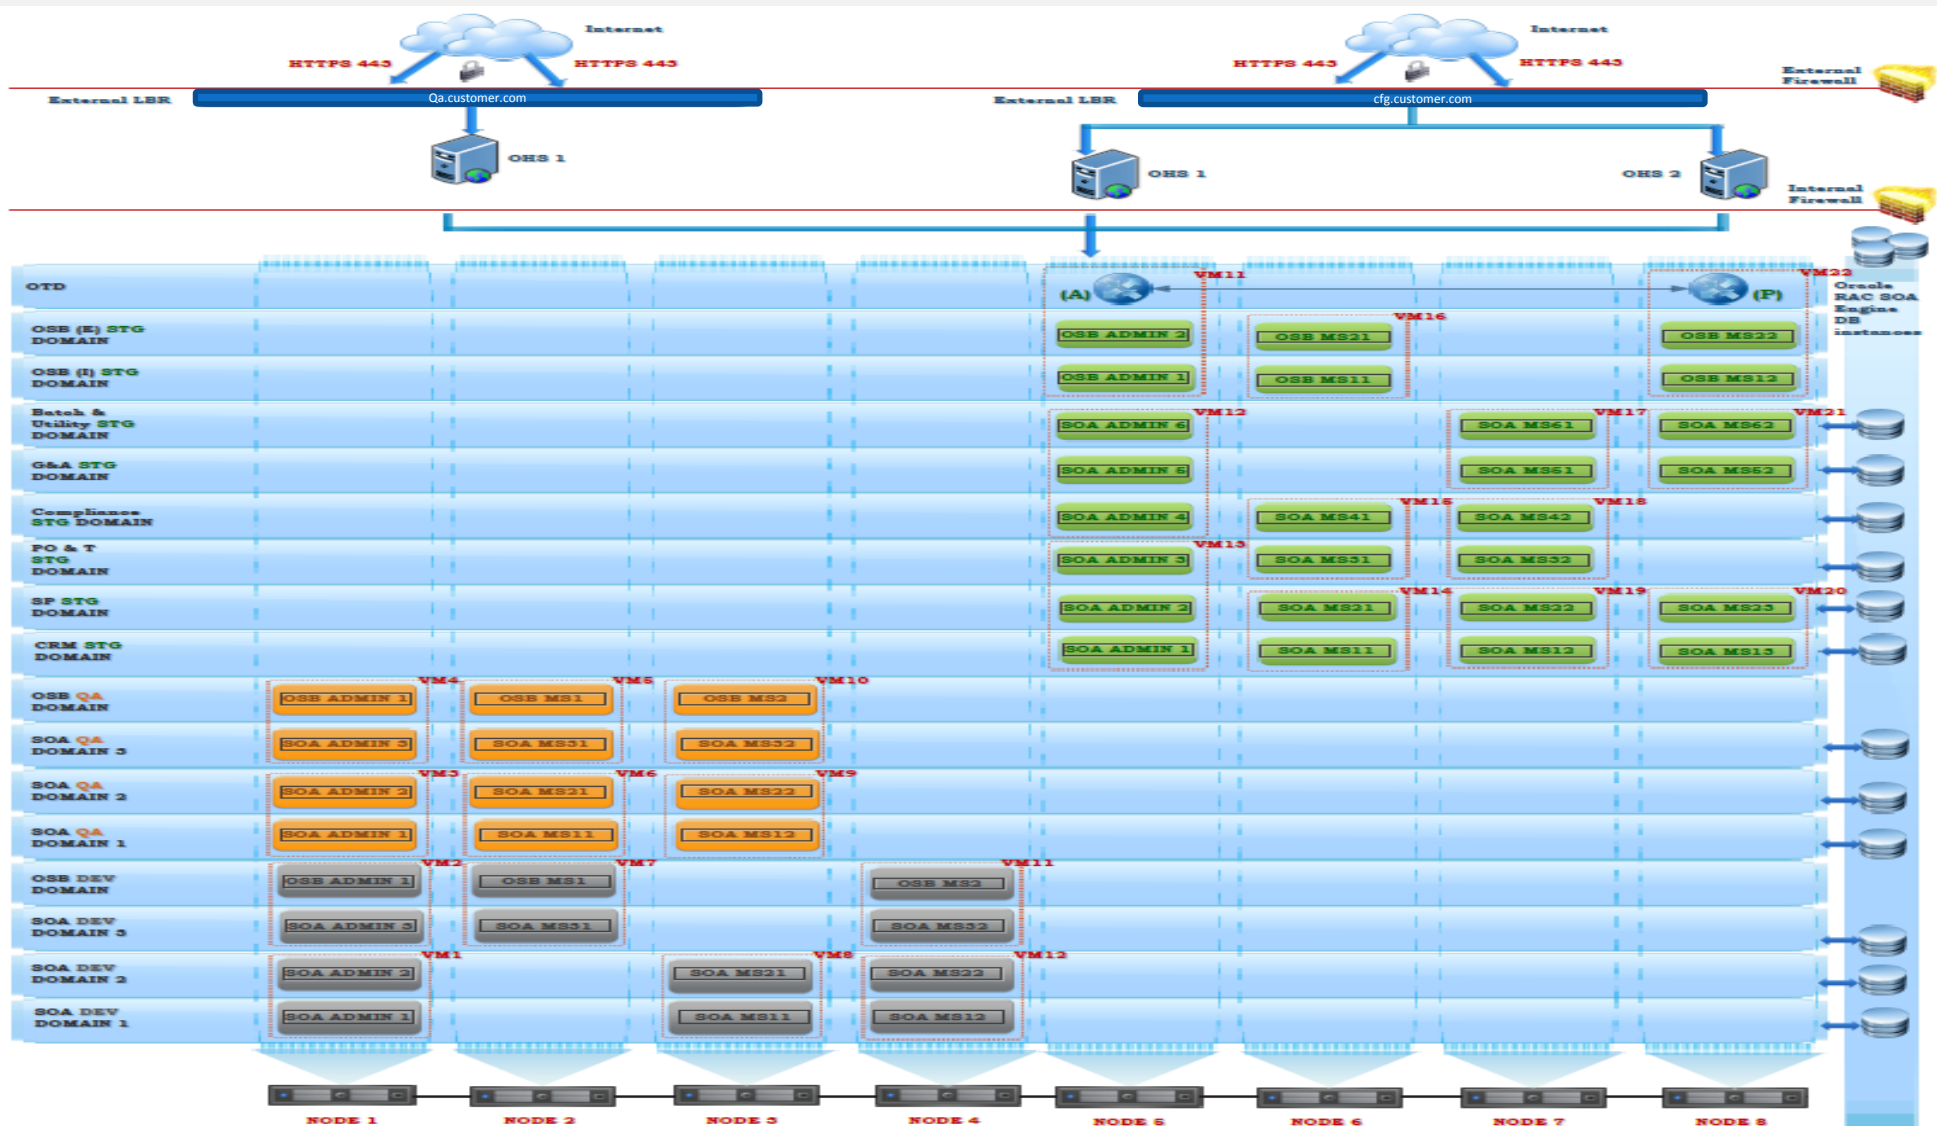 Internet
Internet
HTTPS 443
HTTPS 443
HTTPS 443
HTTPS 443
External
Firewall
External LBR
Qa.customer.com
External LBR
cfg.customer.com
OHS 1
OHS 1
OHS 2
Internal
Firewall
OTD
(A)
VM11
(P)
VM22
Oracle
RAC SOA
Engine
DB
instances
OSB (E) STG
DOMAIN
OSB ADMIN 2
OSB MS21
VM16
OSB MS22
OSB (I) STG
DOMAIN
OSB ADMIN 1
OSB MS11
OSB MS12
Batch &
Utility STG
DOMAIN
SOA ADMIN 6
VM12
SOA MS61
VM17
SOA MS62
VM21
G&A STG
DOMAIN
SOA ADMIN 5
SOA MS51
SOA MS52
Compliance
STG DOMAIN
SOA ADMIN 4
SOA MS41
VM15
SOA MS42
VM18
PO & T
STG
DOMAIN
SOA ADMIN 3
VM13
SOA MS31
SOA MS32
SP STG
DOMAIN
SOA ADMIN 2
SOA MS21
VM14
SOA MS22
VM19
SOA MS23
VM20
CRM STG
DOMAIN
SOA ADMIN 1
SOA MS11
SOA MS12
SOA MS13
OSB QA
DOMAIN
OSB ADMIN 1
VM4
OSB MS1
VM5
OSB MS2
VM10
SOA QA
DOMAIN 3
SOA ADMIN 3
SOA MS31
SOA MS32
SOA QA
DOMAIN 2
SOA ADMIN 2
VM3
SOA MS21
VM6
SOA MS22
VM9
SOA QA
DOMAIN 1
SOA ADMIN 1
SOA MS11
SOA MS12
OSB DEV
DOMAIN
OSB ADMIN 1
VM2
OSB MS1
VM7
OSB MS2
VM11
SOA DEV
DOMAIN 3
SOA ADMIN 3
SOA MS31
SOA MS32
SOA DEV
DOMAIN 2
SOA ADMIN 2
VM1
SOA MS21
VM8
SOA MS22
VM12
SOA DEV
DOMAIN 1
SOA ADMIN 1
SOA MS11
SOA MS12
NODE 1
NODE 2
NODE 3
NODE 4
NODE 5
NODE 6
NODE 7
NODE 8